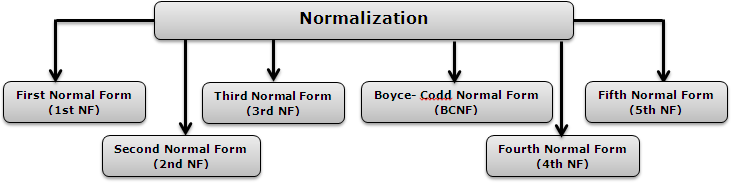 Normalization
First Normal Form
(1st NF)
Second Normal Form
(2nd NF)
Third Normal Form
(3rd NF)
Boyce- Codd Normal Form
(BCNF)
Fourth Normal Form
(4th NF)
Fifth Normal Form
(5th NF)